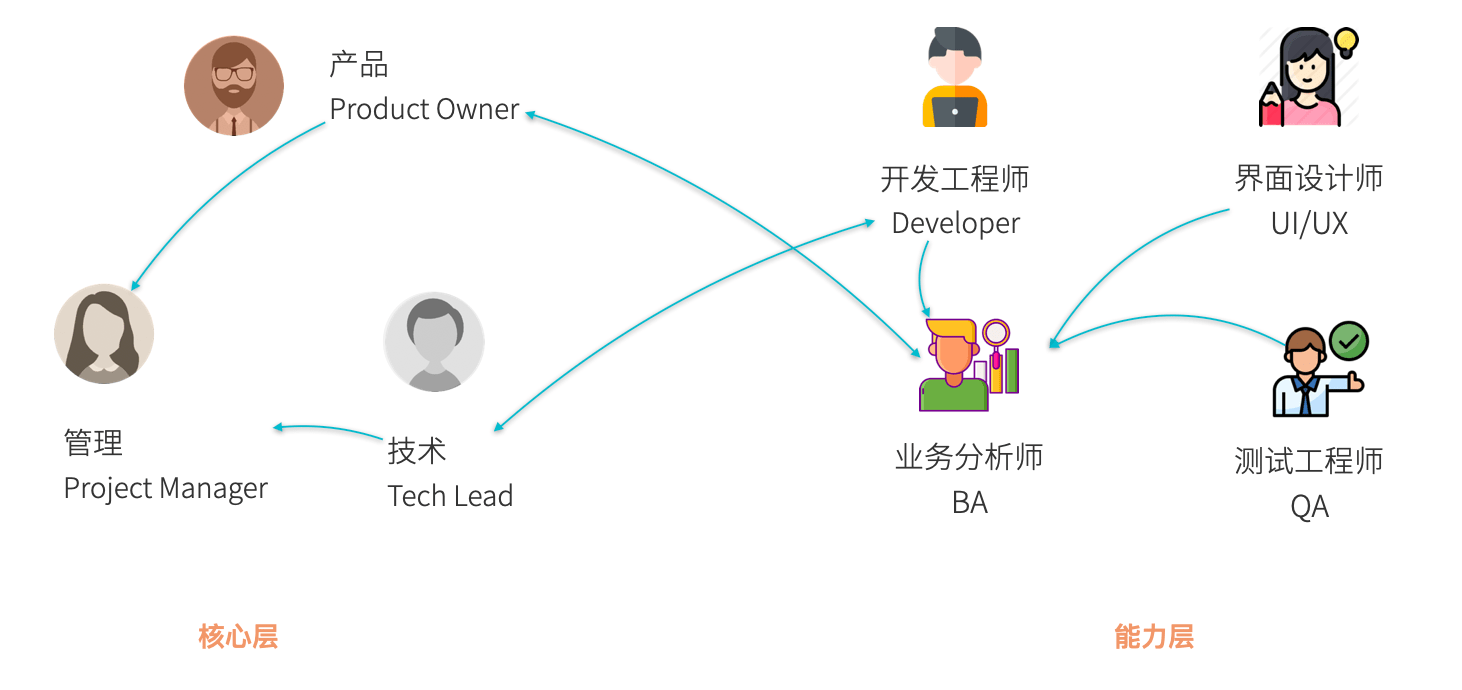 产品
Product Owner
开发工程师
Developer
界面设计师
UI/UX
管理
Project Manager
技术
Tech Lead
业务分析师
BA
测试工程师
QA
核心层
能力层